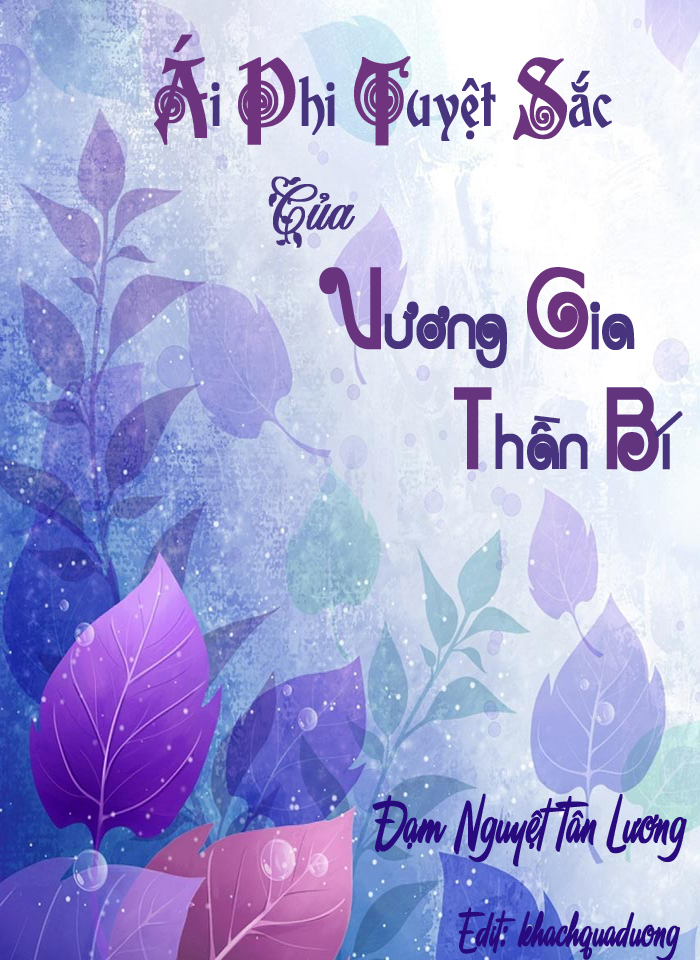 Ái Phi Tuyệt Sắc
Của
Vương Gia
Thần Bí
Đạm Nguyệt Tân Lương
Edit: khachquaduong